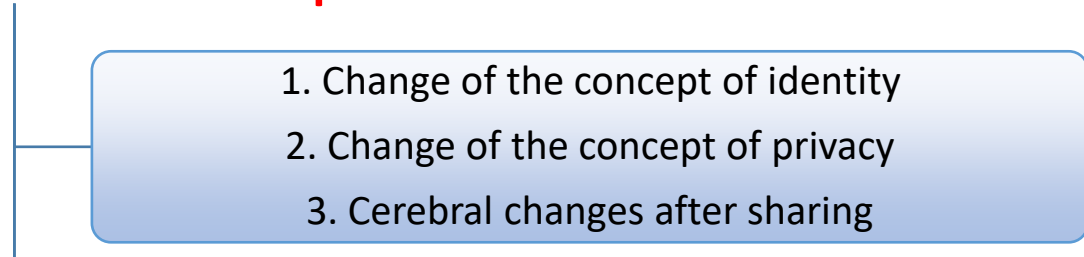 1. Change of the concept of identity
2. Change of the concept of privacy
3. Cerebral changes after sharing